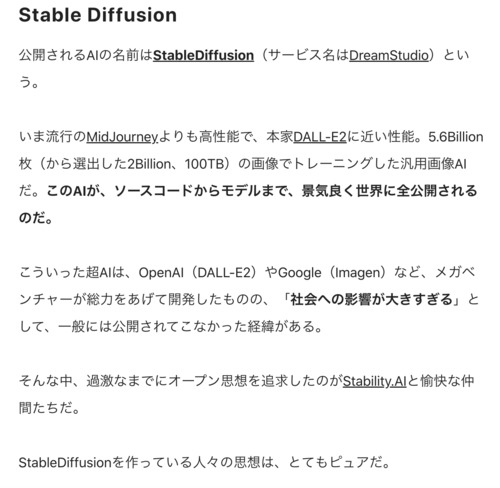 Stable Diffusion
公開されるAIの名前はStableDiffusion（サービス名はDreamStudio）とい
う。
いま流行のMidJourneyよりも高性能で、本家DALL-E2に近い性能。5.6Billion
枚（から選出した2Billion、100TB）の画像でトレーニングした汎用画像AI
だ。このAIが、ソースコードからモデルまで、景気良く世界に全公開される
のだ。
こういった超AIは、OpenAI（DALL-E2）やGoogle（Imagen）など、メガベ
ンチャーが総力をあげて開発したものの、「社会への影響が大きすぎる」と
して、一般には公開されてこなかった経緯がある。
そんな中、過激なまでにオープン思想を追求したのがStability.AIと愉快な仲
間たちだ。
StableDiffusionを作っている人々の思想は、とてもピュアだ。